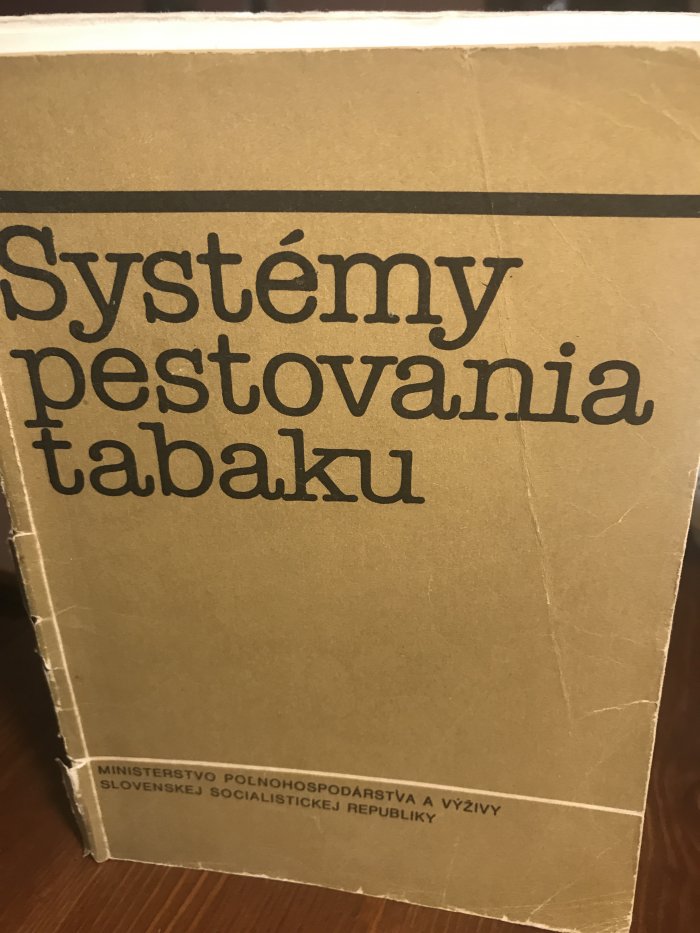 Systémy
pestovania
tabaku
MINISTERSTVO POĽNOHOSPODÁRSTVA A VÝŽIVY
SLOVENSKEJ SOCIALISTICKEJ REPUBLIKY